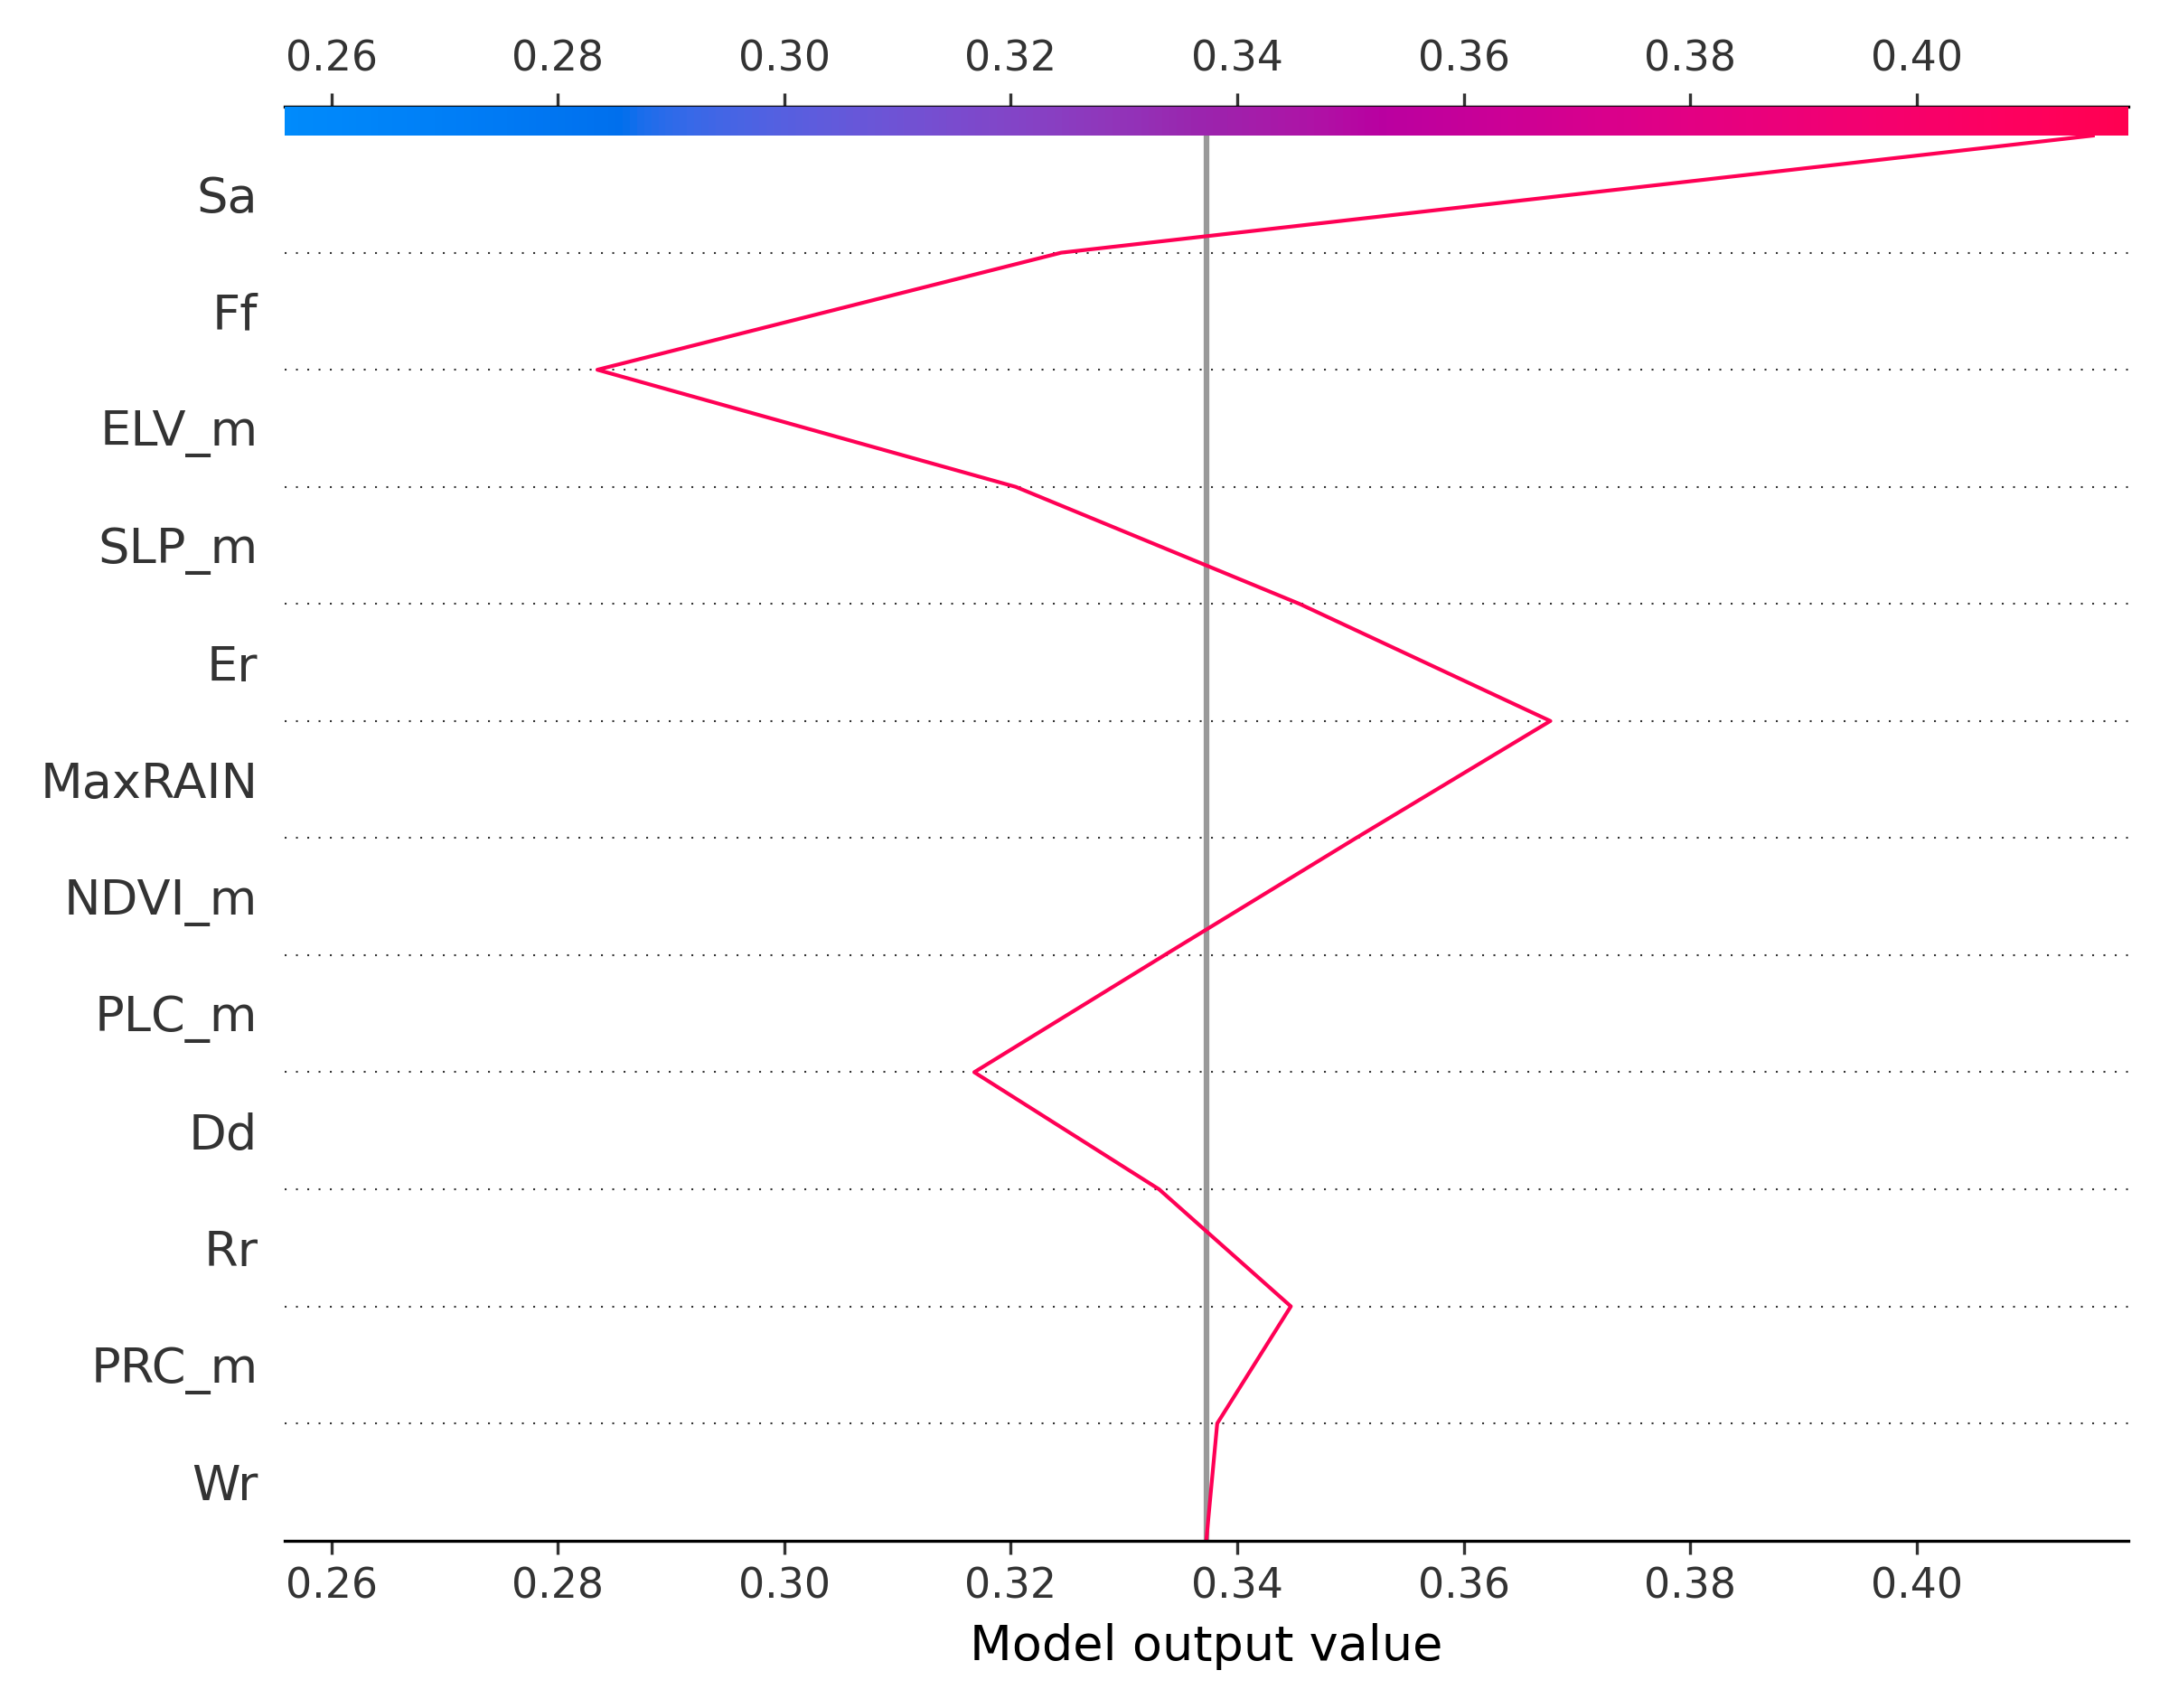 0.26 0.28 0.30 0.32 0.34 0.36 0.38 0.40
Sa
Ff
ELV_m
SLP_m
Er
MaxRAIN
NDVI_m
PLC_m
Dd
Rr
PRC_m
Wr
0.26 0.28 0.30 0.32 0.34 0.36 0.38 0.40
Model output value